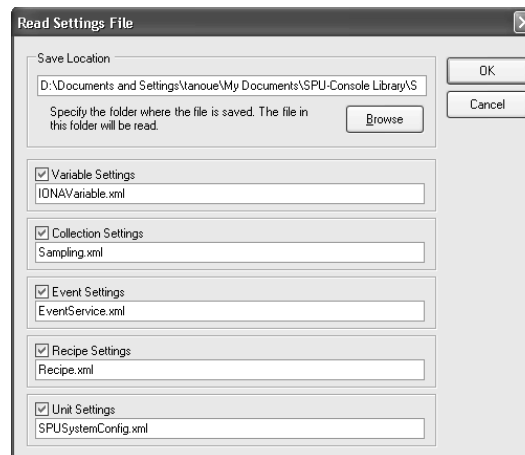 Read Settings File
Save Location
D:\Documents and Settings\tanoue\My Documents\SPU-Console Library\S
Specify the folder where the file is saved. The file in
this folder will be read.
Browse
OK
Cancel
Variable Settings
IONAVariable.xml
Collection Settings
Sampling.xml
Event Settings
EventService.xml
Recipe Settings
Recipe.xml
Unit Settings
SPUSystemConfig.xml